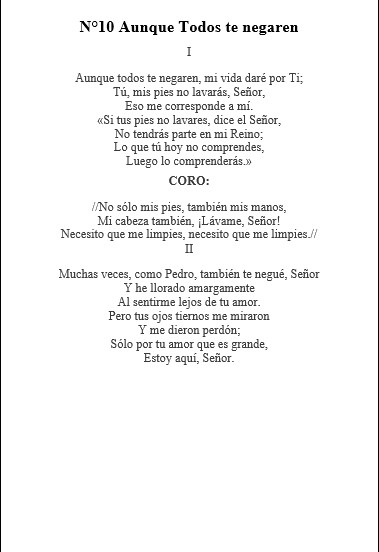 N°10 Aunque Todos te negaren
I
Aunque todos te negaren, mi vida daré por Ti;
Tú, mis pies no lavarás, Señor,
Eso me corresponde a mí.
«Si tus pies no lavares, dice el Señor,
No tendrás parte en mi Reino;
Lo que tú hoy no comprendes,
Luego lo comprenderás.»
CORO:
//No sólo mis pies, también mis manos,
Mi cabeza también, ¡Lávame, Señor!
Necesito que me limpies, necesito que me limpies.//
II
Muchas veces, como Pedro, también te negué, Señor
Y he llorado amargamente
Al sentirme lejos de tu amor.
Pero tus ojos tiernos me miraron
Y me dieron perdón;
Sólo por tu amor que es grande,
Estoy aquí, Señor.